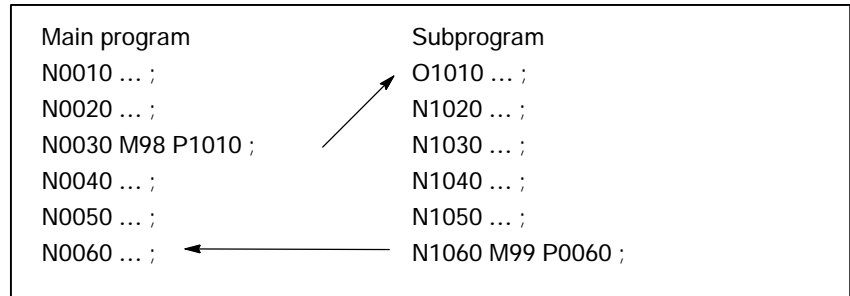 Main program
N0010 … ;
N0020 … ;
N0030 M98 P1010 ;
N0040 … ;
N0050 … ;
N0060 … ;
Subprogram
O1010 … ;
N1020 … ;
N1030 … ;
N1040 … ;
N1050 … ;
N1060 M99 P0060 ;